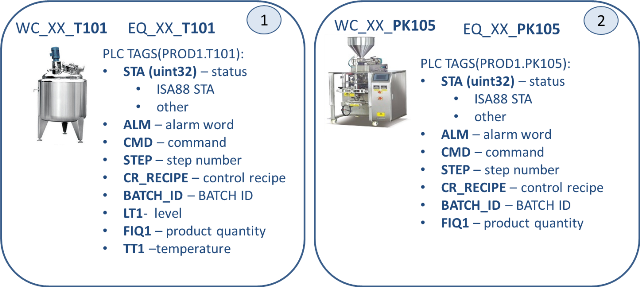 1
WC_XX_T101 EQ_XX_T101
PLC TAGS(PROD1.T101):
• STA (uint32) – status
• ISA88 STA
• other
• ALM – alarm word
• CMD – command
• STEP – step number
• CR_RECIPE – control recipe
• BATCH_ID – BATCH ID
• LT1- level
• FIQ1 – product quantity
• TT1 –temperature
2
WC_XX_PK105 EQ_XX_PK105
PLC TAGS(PROD1.PK105):
• STA (uint32) – status
• ISA88 STA
• other
• ALM – alarm word
• CMD – command
• STEP – step number
• CR_RECIPE – control recipe
• BATCH_ID – BATCH ID
• FIQ1 – product quantity